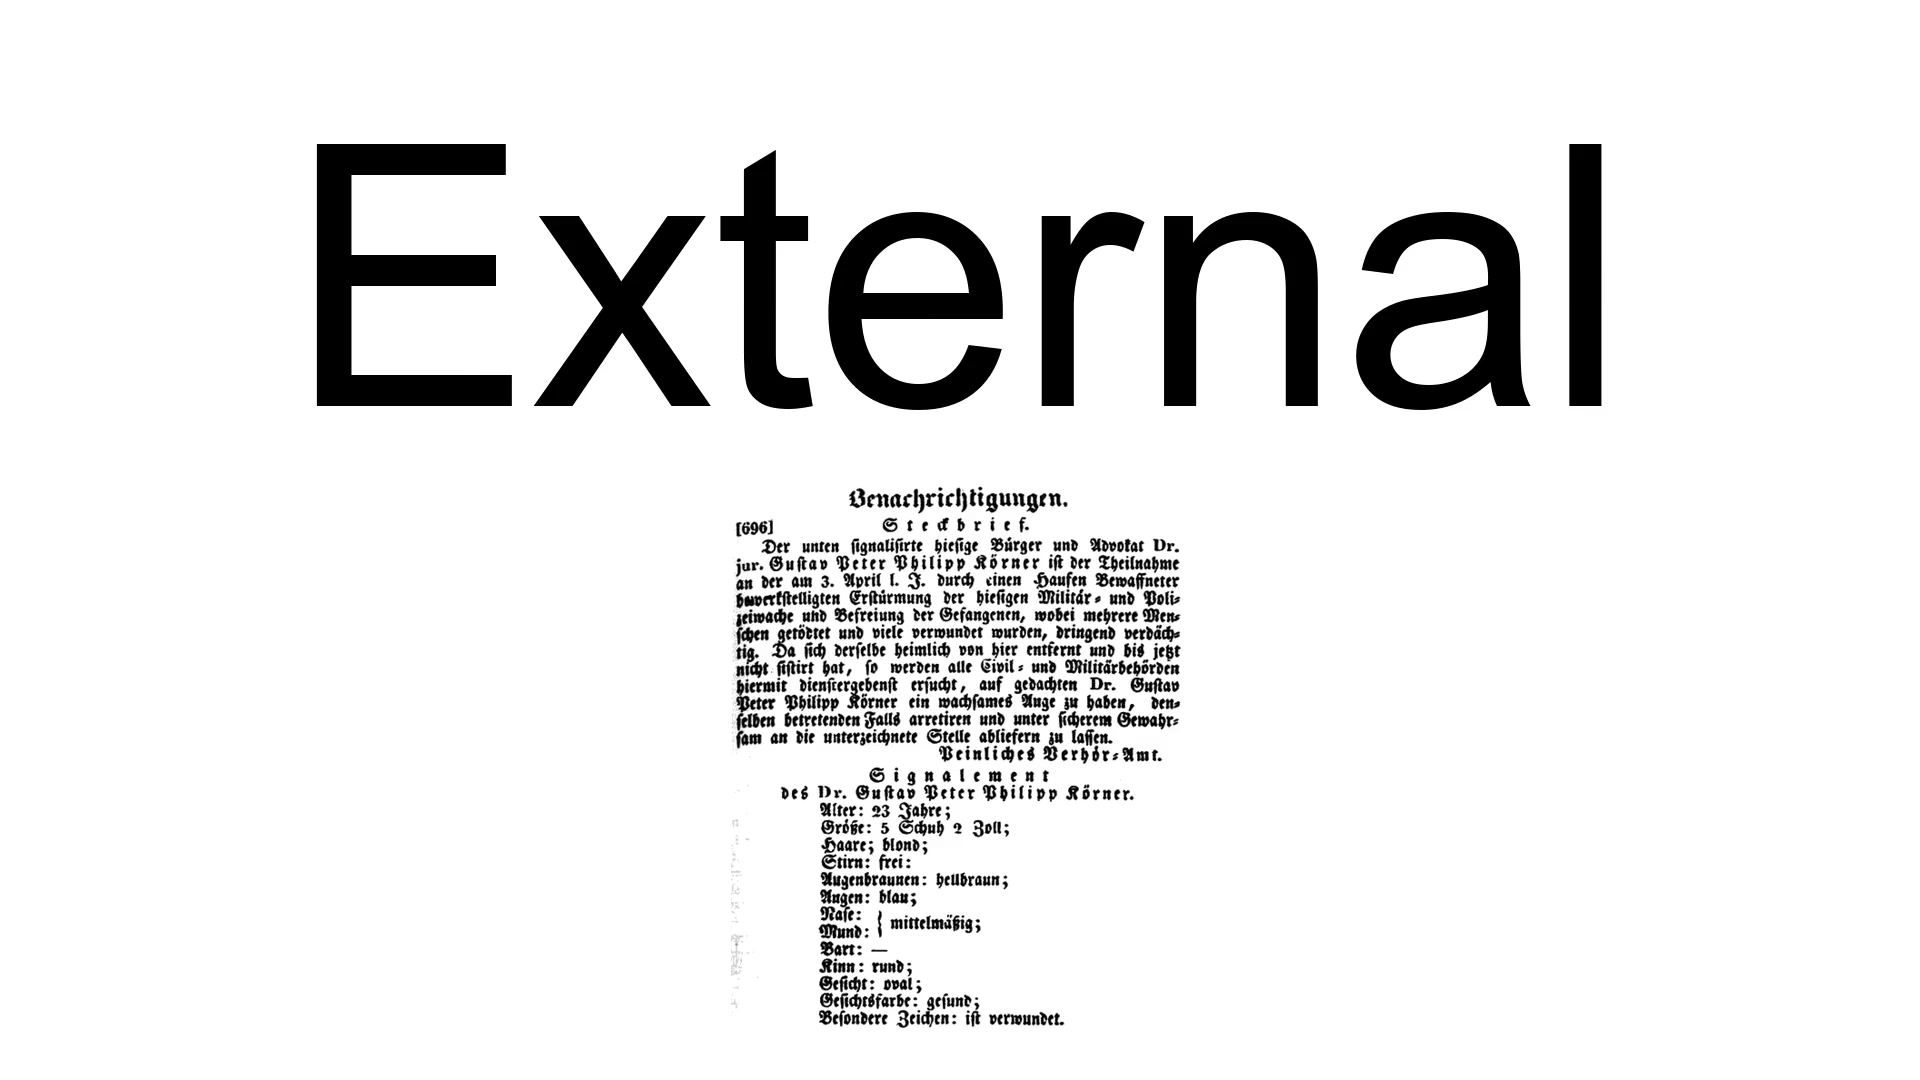 External
Benachrichtigungen.
[696] Steckbrief.
Der unten ſignaliſirte hieſige Bürger und Advokat Dr.
jur. Guſtav Peter Philipp Körner iſt der Theilnahme
an der am 3. April l. J. durch einen Haufen Bewaffneter
bewerkſtelligten Erſtürmung der hieſigen Militär- und Poli-
zeiwache und Befreiung der Gefangenen, wobei mehrere Men-
ſchen getödtet und viele verwundet wurden, dringend verdäch-
tig. Da ſich derſelbe heimlich von hier entfernt und bis jetzt
nicht ſiſtirt hat, ſo werden alle Civil- und Militärbehörden
hiermit dienſtergebenſt erſucht, auf gedachten Dr. Guſtav
Peter Philipp Körner ein wachſames Auge zu haben, den-
ſelben betretenden Falls arretiren und unter ſicherem Gewahr-
ſam an die unterzeichnete Stelle abliefern zu laſſen.
Peinliches Verhör-Amt.
Signalement
des Dr. Guſtav Peter Philipp Körner.
Alter: 23 Jahre;
Größe: 5 Schuh 2 Zoll;
Haare; blond;
Stirn: frei:
Augenbraunen: hellbraun;
Augen: blau;
Naſe:
Mund: } mittelmäßig;
Bart: —
Kinn: rund;
Geſicht: oval;
Geſichtsfarbe: geſund;
Beſondere Zeichen: iſt verwundet.